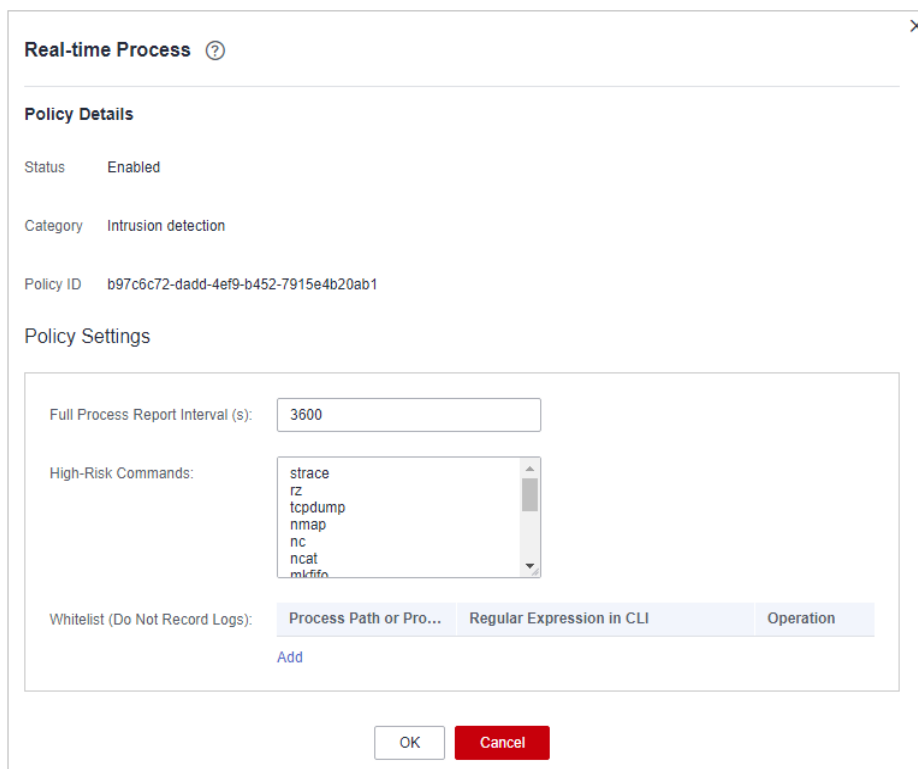 Real-time Process ?
Policy Details
Status Enabled
Category Intrusion detection
Policy ID b97c6c72-dadd-4ef9-b452-7915e4b20ab1
Policy Settings
Full Process Report Interval (s): 3600
High-Risk Commands: strace
rz
tcpdump
nmap
nc
ncat
mkfifo
Whitelist (Do Not Record Logs): Process Path or Pro... Regular Expression in CLI Operation
Add
OK Cancel